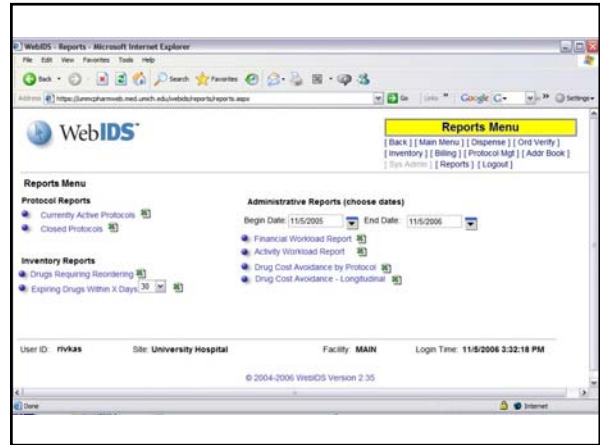 WebIDS - Reports - Microsoft Internet Explorer
File Edit View Favorites Tools Help
Back Search Favorites
Address https://ummcpharmweb.med.umich.edu/webids/reports/reports.aspx Go Links » Google G▾ » Settings▾
WebIDS™
Reports Menu
[ Back ] [ Main Menu ] [ Dispense ] [ Ord Verify ]
[ Inventory ] [ Billing ] [ Protocol Mgt ] [ Addr Book ]
[ Sys Admin ] [ Reports ] [ Logout ]
Reports Menu
Protocol Reports
Currently Active Protocols
Closed Protocols
Inventory Reports
Drugs Requiring Reordering
Expiring Drugs Within X Days 30
Administrative Reports (choose dates)
Begin Date: 11/5/2005 End Date: 11/5/2006
Financial Workload Report
Activity Workload Report
Drug Cost Avoidance by Protocol
Drug Cost Avoidance - Longitudinal
User ID: rivkas Site: University Hospital Facility: MAIN Login Time: 11/5/2006 3:32:18 PM
© 2004-2006 WebIDS Version 2.35
Done Internet